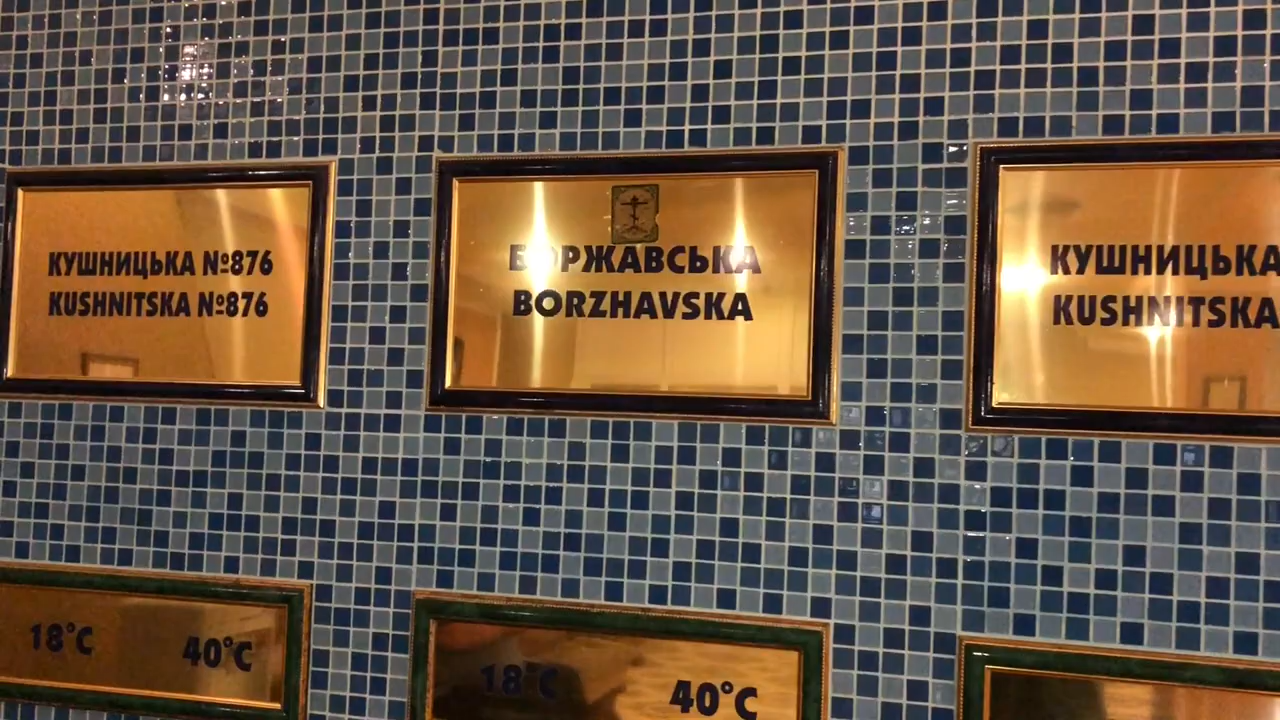 КУШНИЦЬКА №876
KUSHNITSKA №876
БОРЖАВСЬКА
BORZHAVSKA
КУШНИЦЬКА
KUSHNITSKA
18°C 40°C
18°C 40°C